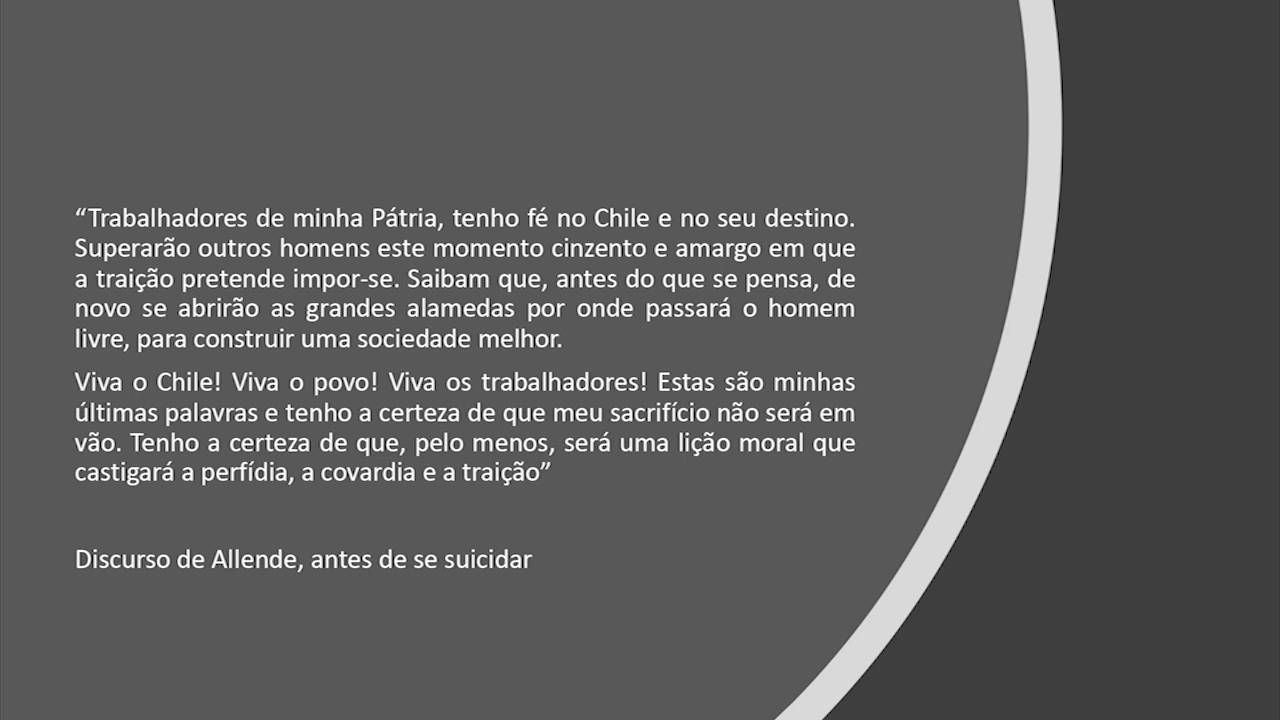 “Trabalhadores de minha Pátria, tenho fé no Chile e no seu destino.
Superarão outros homens este momento cinzento e amargo em que
a traição pretende impor-se. Saibam que, antes do que se pensa, de
novo se abrirão as grandes alamedas por onde passará o homem
livre, para construir uma sociedade melhor.
Viva o Chile! Viva o povo! Viva os trabalhadores! Estas são minhas
últimas palavras e tenho a certeza de que meu sacrifício não será em
vão. Tenho a certeza de que, pelo menos, será uma lição moral que
castigará a perfídia, a covardia e a traição”
Discurso de Allende, antes de se suicidar